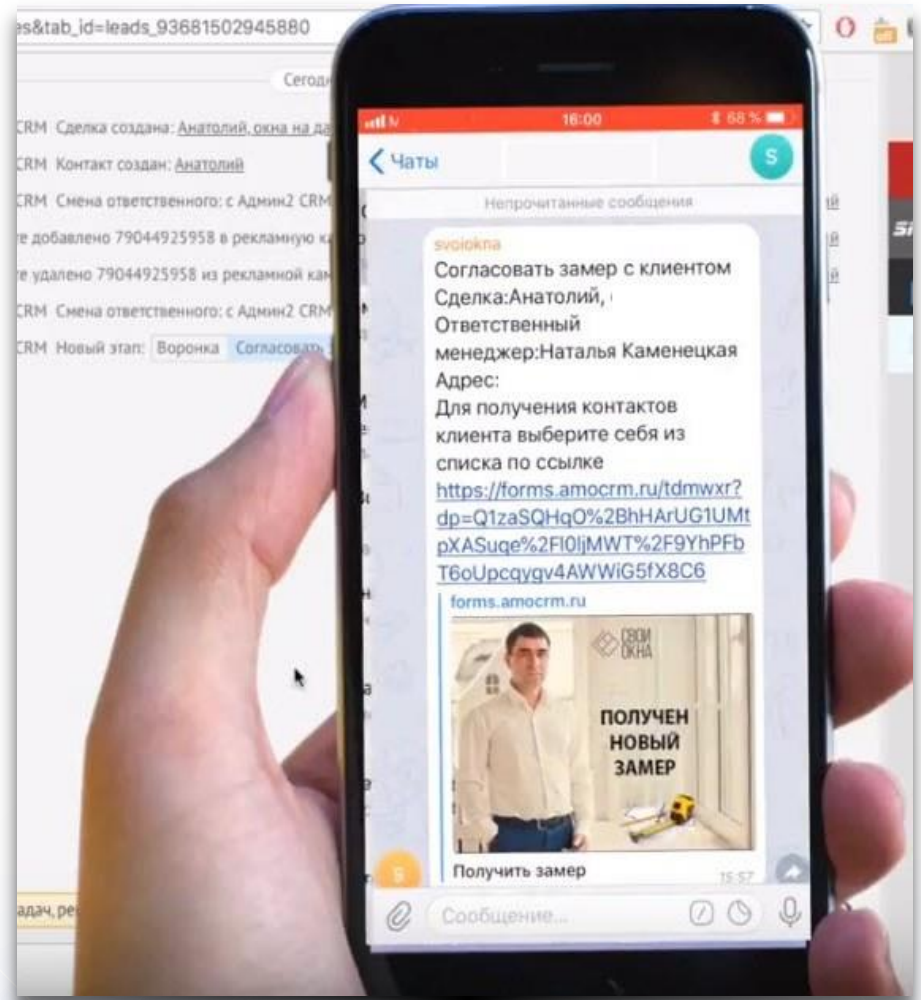 es&tab_id=leads_93681502945880
off
CRM Сделка создана: Анатолий, окна на да
CRM Контакт создан: Анатолий
CRM Смена ответственного: с Админ2 CRM
те добавлено 79044925958 в рекламную ка
те удалено 79044925958 из рекламной кам
CRM Смена ответственного: с Админ2 CRM
CRM Новый этап: Воронка Согласовать
адач, ре
16:00 68 %
Чаты
S
Непрочитанные сообщения
svoiokna
Согласовать замер с клиентом
Сделка:Анатолий,
Ответственный
менеджер:Наталья Каменецкая
Адрес:
Для получения контактов
клиента выберите себя из
списка по ссылке
https://forms.amocrm.ru/tdmwxr?
dp=Q1zaSQHqO%2BhHArUG1UMt
pXASuqe%2Fl0IjMWT%2F9YhPFb
T6oUpcqygv4AWWiG5fX8C6
forms.amocrm.ru
СВОИ
ОКНА
ПОЛУЧЕН
НОВЫЙ
ЗАМЕР
Получить замер
15:57
Сообщение...